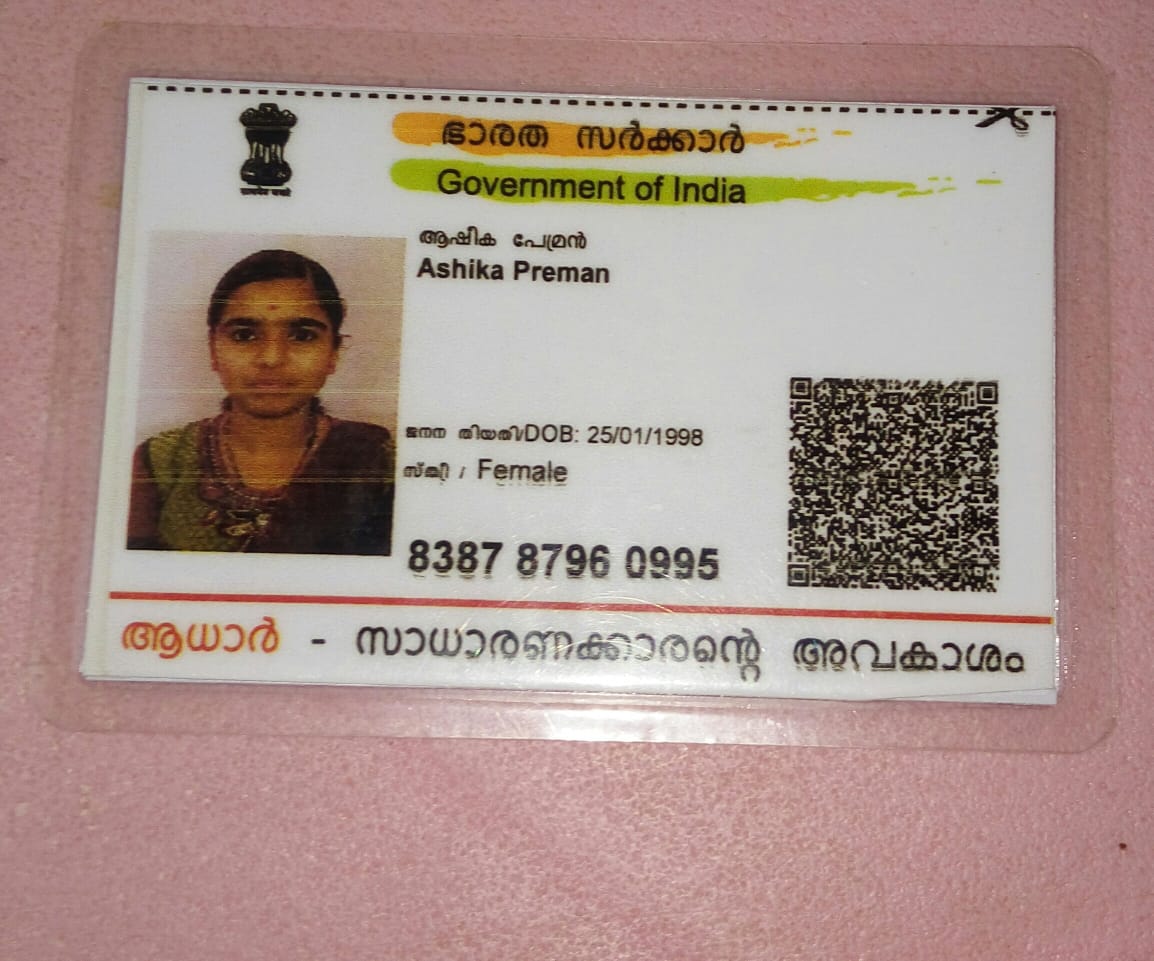 ഭാരത സർക്കാർ
Government of India
ആഷിക പേമ്രൻ
Ashika Preman
ജനന തിയതി/DOB: 25/01/1998
സ്ത്രീ / Female
8387 8796 0995
ആധാർ - സാധാരണക്കാരന്റെ അവകാശം